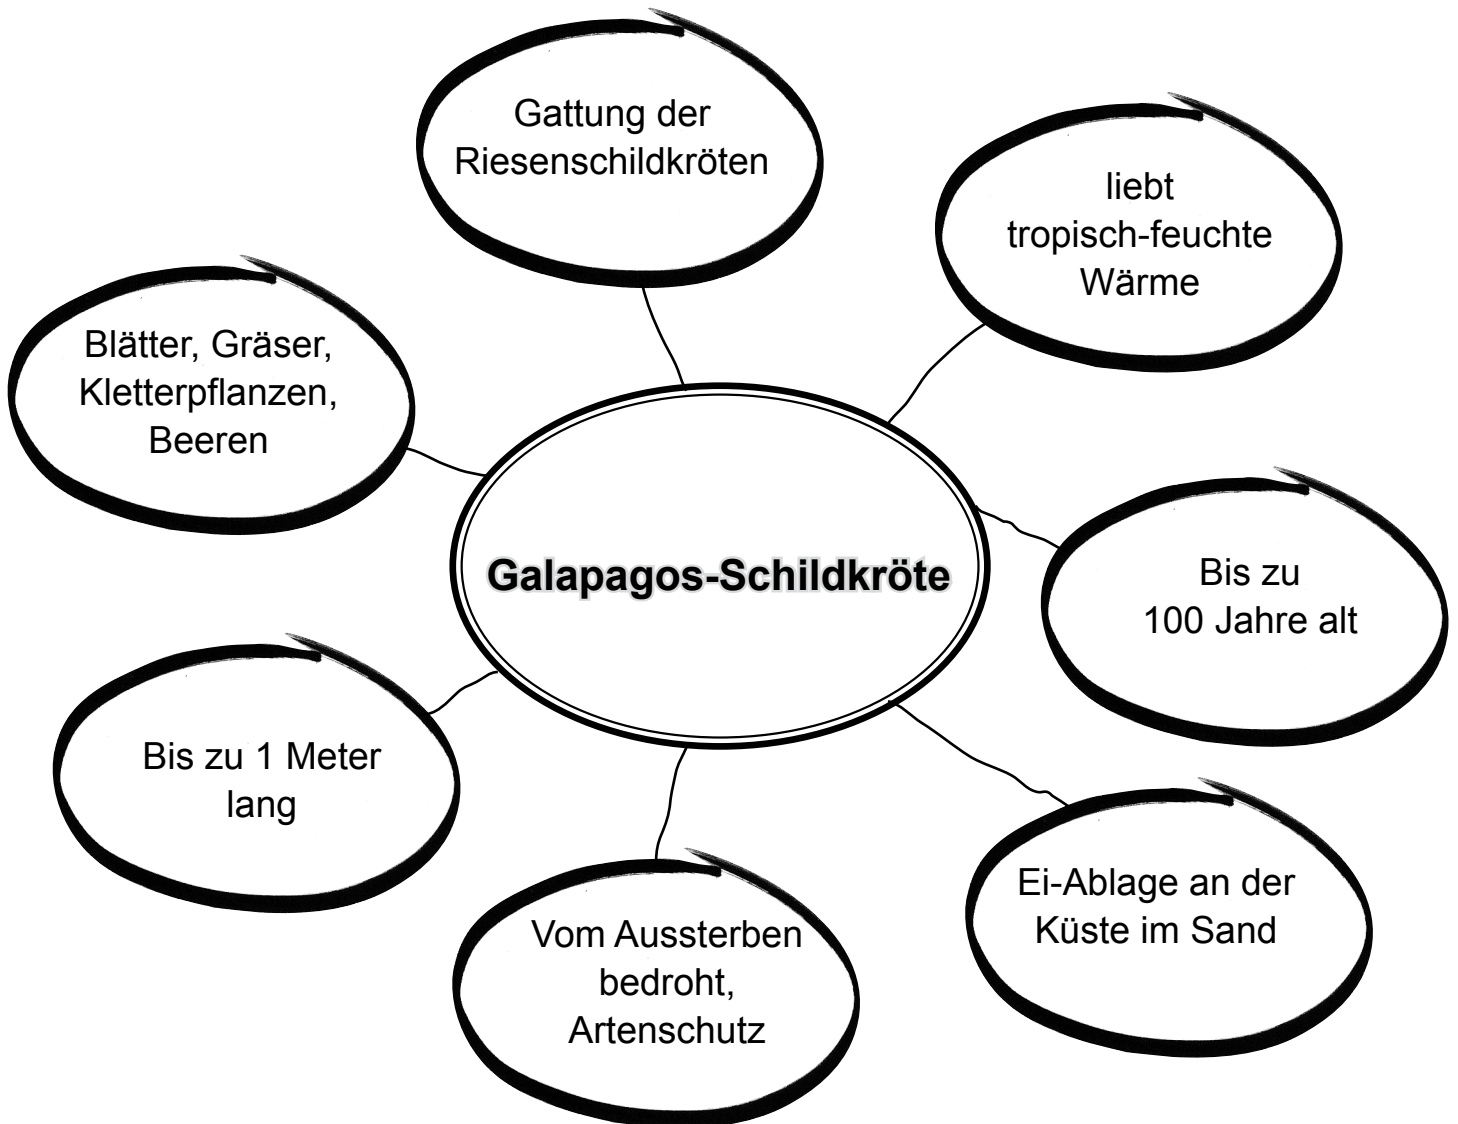 Gattung der
Riesenschildkröten
liebt
tropisch-feuchte
Wärme
Blätter, Gräser,
Kletterpflanzen,
Beeren
Galapagos-Schildkröte
Bis zu
100 Jahre alt
Bis zu 1 Meter
lang
Ei-Ablage an der
Küste im Sand
Vom Aussterben
bedroht,
Artenschutz